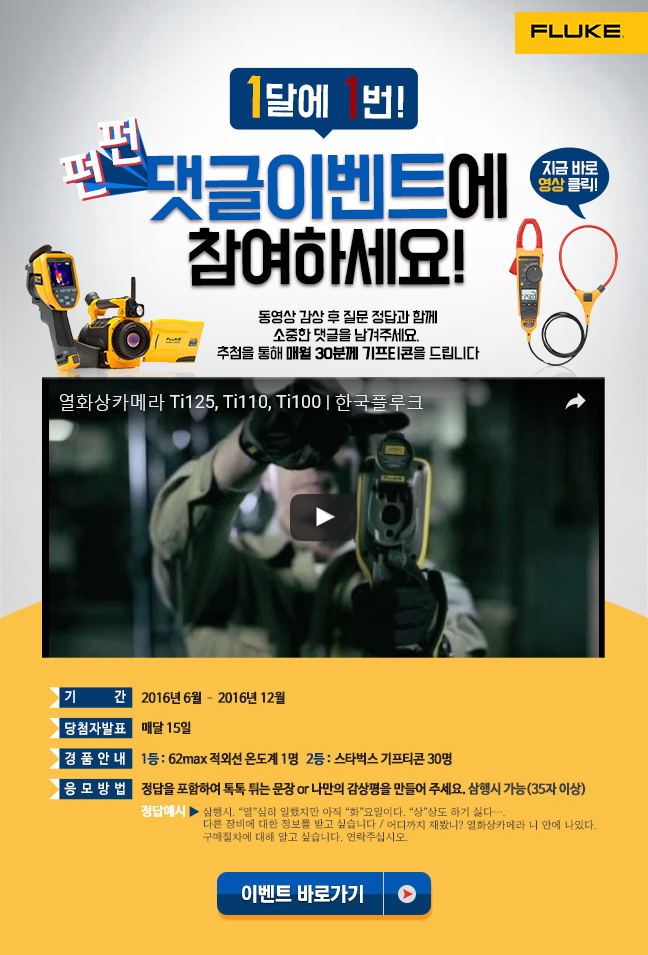 FLUKE
1달에 1번!
펀펀
댓글이벤트에
참여하세요!
지금 바로
영상 클릭!
동영상 감상 후 질문 정답과 함께
소중한 댓글을 남겨주세요.
추첨을 통해 매월 30분께 기프티콘을 드립니다
열화상카메라 Ti125, Ti110, Ti100 | 한국플루크
FLUKE
FLUKE
기 간 2016년 6월 - 2016년 12월
당첨자발표 매달 15일
경품안내 1등 : 62max 적외선 온도계 1명 2등 : 스타벅스 기프티콘 30명
응모방법 정답을 포함하여 톡톡 튀는 문장 or 나만의 감상평을 만들어 주세요. 삼행시 가능(35자 이상)
정답예시 ▶ 삼행시. “열”심히 일했지만 아직 “화”요일이다. “상”상도 하기 싫다….
다른 장비에 대한 정보를 받고 싶습니다 / 어디까지 재봤니? 열화상카메라 니 안에 나있다.
구매절차에 대해 알고 싶습니다. 연락주십시오.
이벤트 바로가기